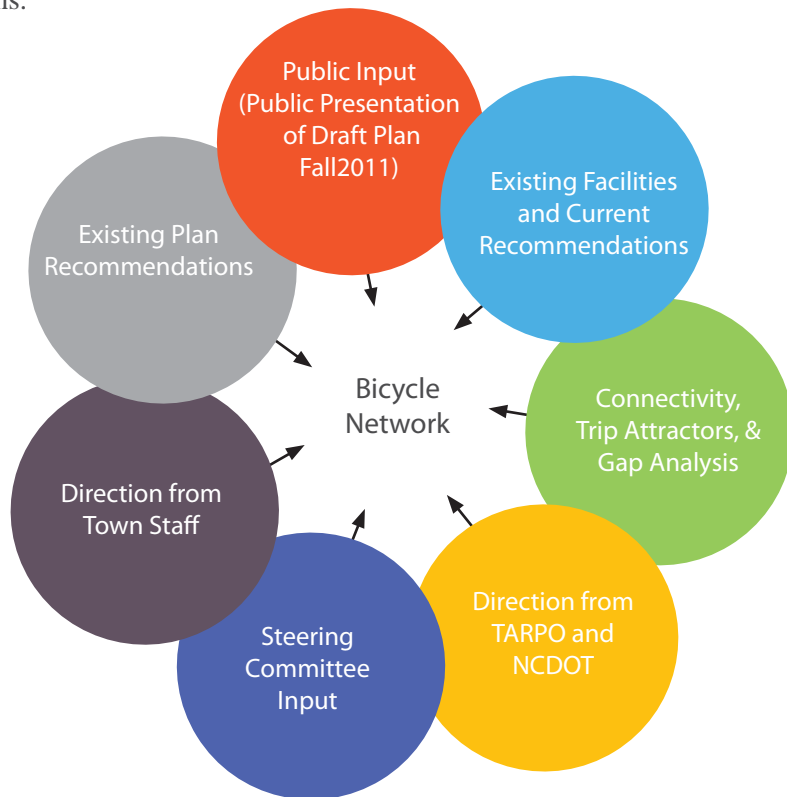 Public Input
(Public Presentation
of Draft Plan
Fall2011)
Existing Facilities
and Current
Recommendations
Existing Plan
Recommendations
Connectivity,
Trip Attractors, &
Gap Analysis
Bicycle
Network
Direction from
Town Staff
Direction from
TARPO and
NCDOT
Steering
Committee
Input